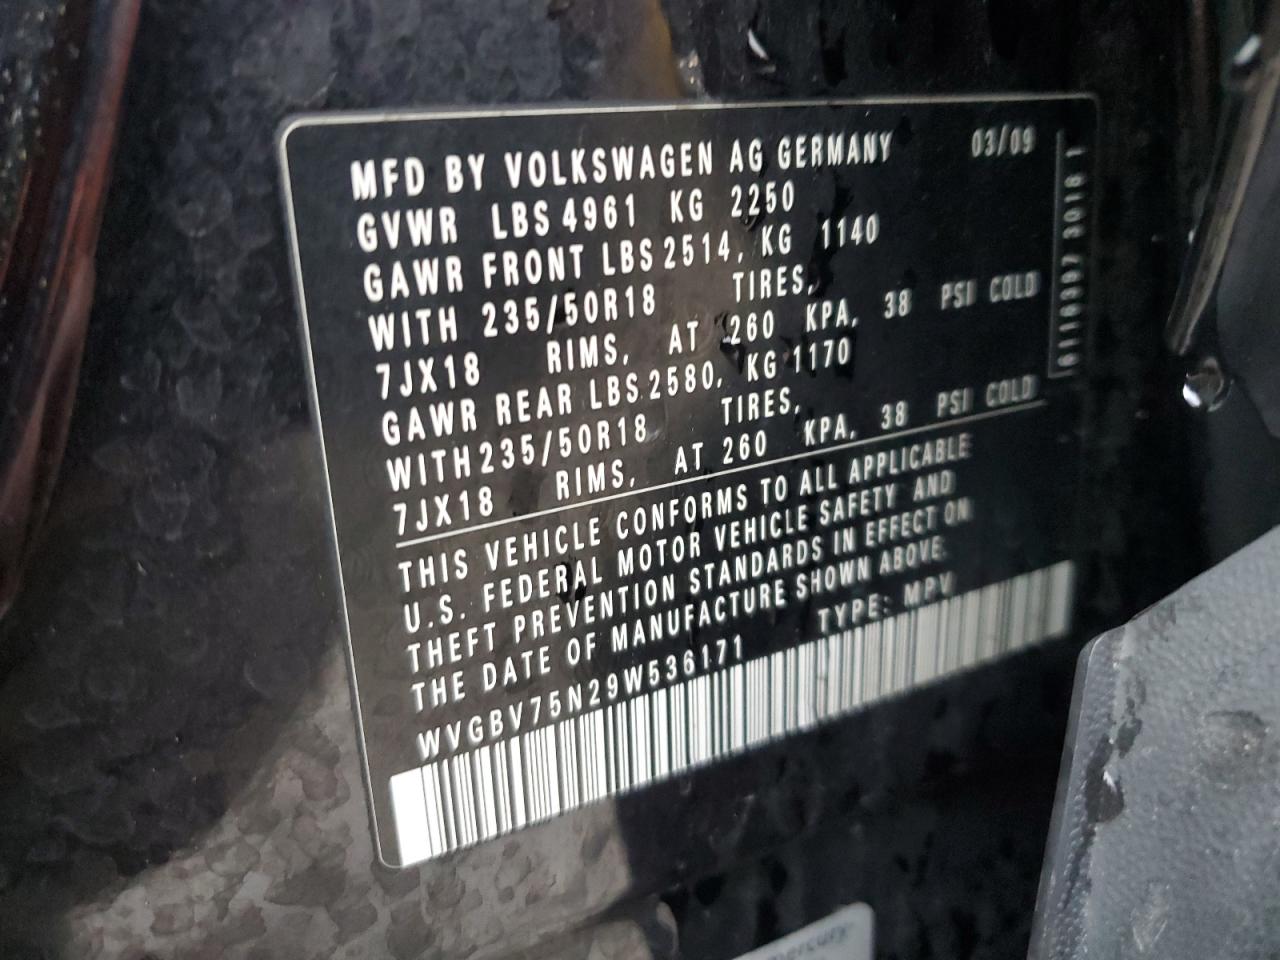 MFD BY VOLKSWAGEN AG GERMANY 03/09
GVWR LBS 4961 KG 2250
GAWR FRONT LBS 2514, KG 1140
WITH 235/50R18 TIRES,
7JX18 RIMS, AT 260 KPA, 38 PSI COLD
GAWR REAR LBS 2580, KG 1170
WITH 235/50R18 TIRES,
7JX18 RIMS, AT 260 KPA, 38 PSI COLD
THIS VEHICLE CONFORMS TO ALL APPLICABLE
U.S. FEDERAL MOTOR VEHICLE SAFETY AND
THEFT PREVENTION STANDARDS IN EFFECT ON
THE DATE OF MANUFACTURE SHOWN ABOVE.
WVGBV75N29W536171 TYPE: MPV
mercury